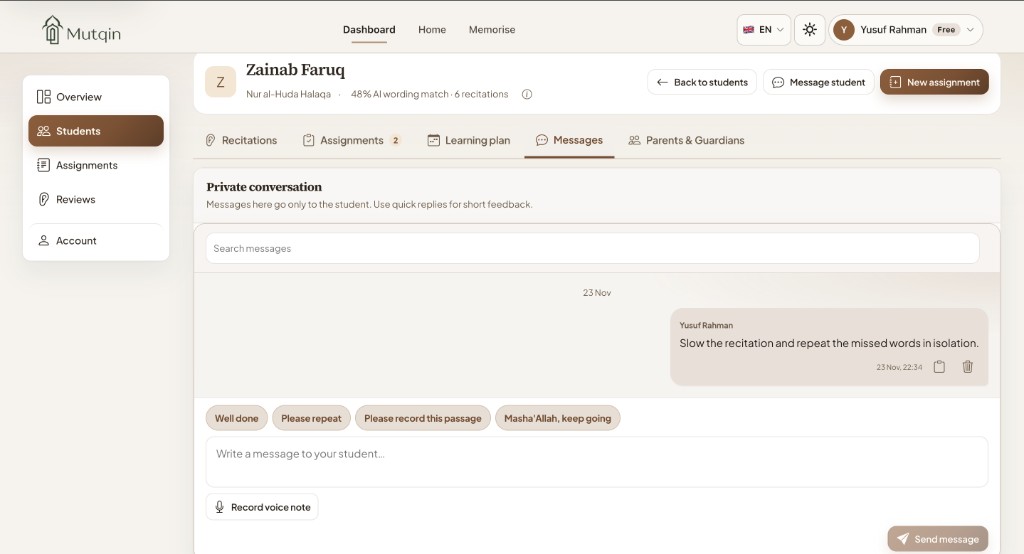 Mutqin
Dashboard
Home
Memorise
EN
Y
Yusuf Rahman
Free
Overview
Students
Assignments
Reviews
Account
Z
Zainab Faruq
Nur al-Huda Halaqa · 48% AI wording match · 6 recitations
Back to students
Message student
New assignment
Recitations
Assignments 2
Learning plan
Messages
Parents & Guardians
Private conversation
Messages here go only to the student. Use quick replies for short feedback.
Search messages
23 Nov
Yusuf Rahman
Slow the recitation and repeat the missed words in isolation.
23 Nov, 22:34
Well done
Please repeat
Please record this passage
Masha'Allah, keep going
Write a message to your student...
Record voice note
Send message